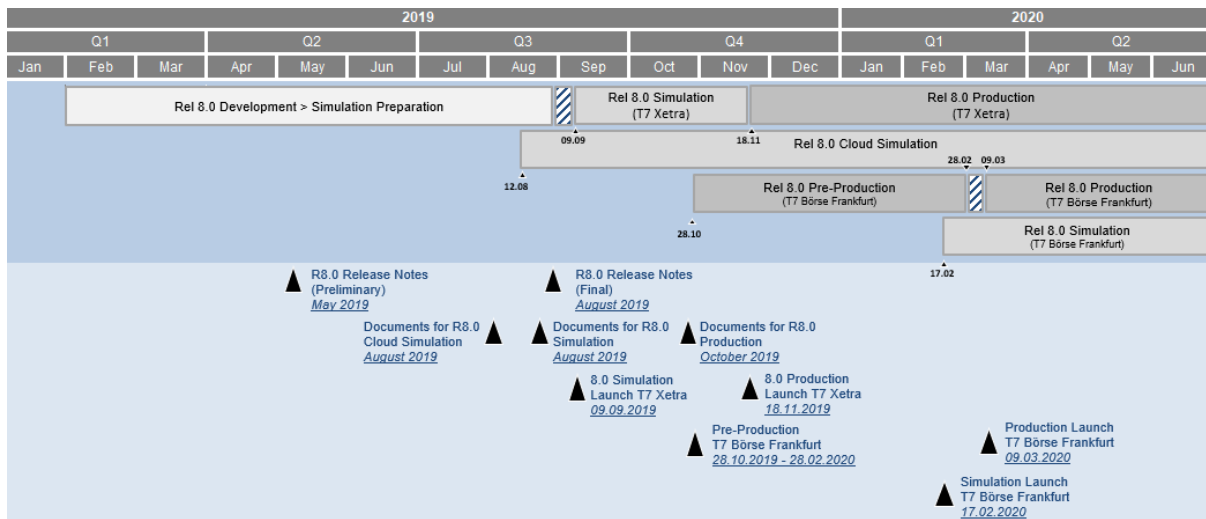 2019 2020
Q1 Q2 Q3 Q4 Q1 Q2
Jan Feb Mar Apr May Jun Jul Aug Sep Oct Nov Dec Jan Feb Mar Apr May Jun
Rel 8.0 Development > Simulation Preparation
Rel 8.0 Simulation
(T7 Xetra)
Rel 8.0 Production
(T7 Xetra)
09.09
18.11
Rel 8.0 Cloud Simulation
12.08
28.02 09.03
Rel 8.0 Pre-Production
(T7 Börse Frankfurt)
Rel 8.0 Production
(T7 Börse Frankfurt)
28.10
Rel 8.0 Simulation
(T7 Börse Frankfurt)
17.02
R8.0 Release Notes
(Preliminary)
May 2019
R8.0 Release Notes
(Final)
August 2019
Documents for R8.0
Cloud Simulation
August 2019
Documents for R8.0
Simulation
August 2019
Documents for R8.0
Production
October 2019
8.0 Simulation
Launch T7 Xetra
09.09.2019
8.0 Production
Launch T7 Xetra
18.11.2019
Pre-Production
T7 Börse Frankfurt
28.10.2019 - 28.02.2020
Production Launch
T7 Börse Frankfurt
09.03.2020
Simulation Launch
T7 Börse Frankfurt
17.02.2020